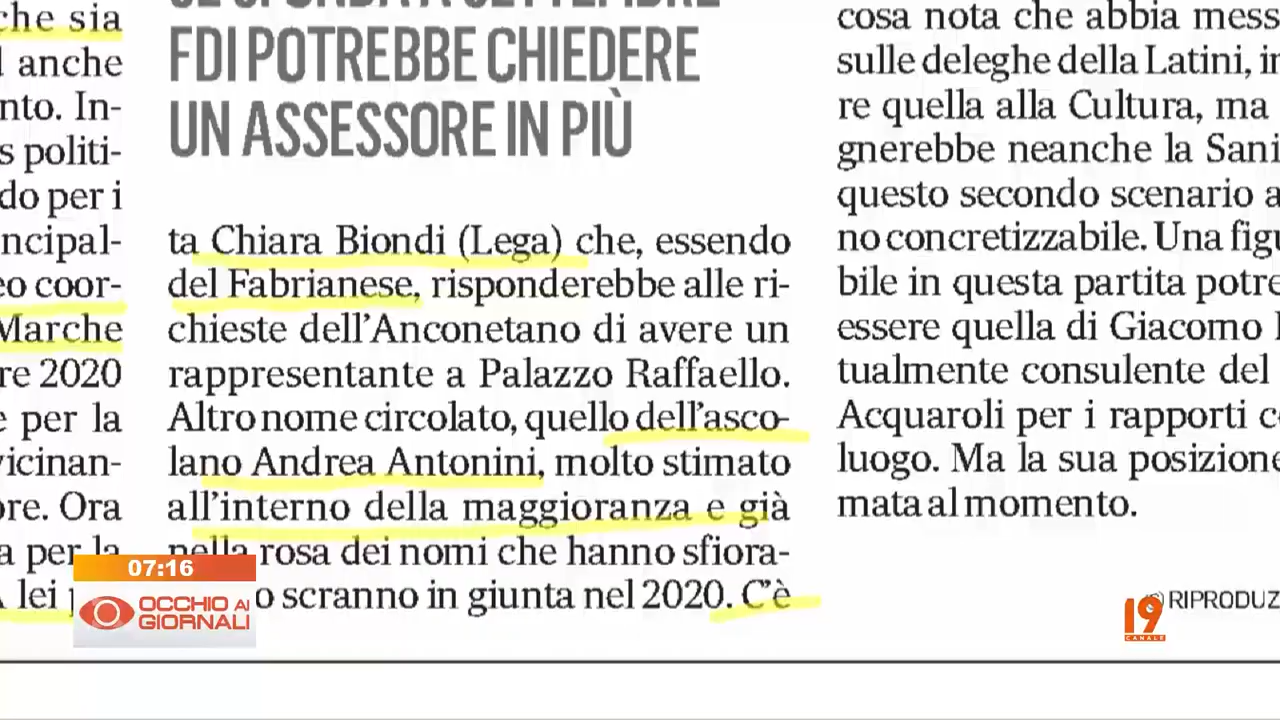 che sia
anche
nto. In-
s politi-
do per i
ncipal-
eo coor-
Marche
re 2020
e per la
vicinan-
ore. Ora
a per la
lei
FDI POTREBBE CHIEDERE
UN ASSESSORE IN PIÙ
ta Chiara Biondi (Lega) che, essendo
del Fabrianese, risponderebbe alle ri-
chieste dell'Anconetano di avere un
rappresentante a Palazzo Raffaello.
Altro nome circolato, quello dell'asco-
lano Andrea Antonini, molto stimato
all'interno della maggioranza e già
nella rosa dei nomi che hanno sfiora-
o scranno in giunta nel 2020. C'è
cosa nota che abbia mess
sulle deleghe della Latini, in
re quella alla Cultura, ma
gnerebbe neanche la Sani
questo secondo scenario a
no concretizzabile. Una figu
bile in questa partita potre
essere quella di Giacomo
tualmente consulente del
Acquaroli per i rapporti c
luogo. Ma la sua posizione
mata al momento.
RIPRODUZ
07:16
OCCHIO AI
GIORNALI
19
CANALE